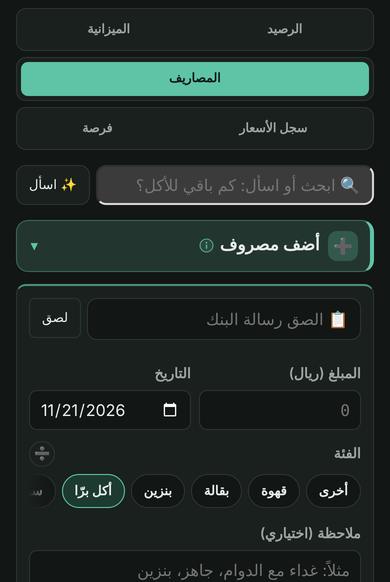 الرصيد
الميزانية
المصاريف
سجل الأسعار
فرصة
🔍 ابحث أو اسأل: كم باقي للأكل؟
✨ اسأل
➕ أضف مصروف ⓘ ▼
📋 الصق رسالة البنك
لصق
المبلغ (ريال)
التاريخ
0
11/21/2026
الفئة ➗
أخرى
قهوة
بقالة
بنزين
أكل برّا
ملاحظة (اختياري)
مثلاً: غداء مع الدوام، جاهز، بنزين